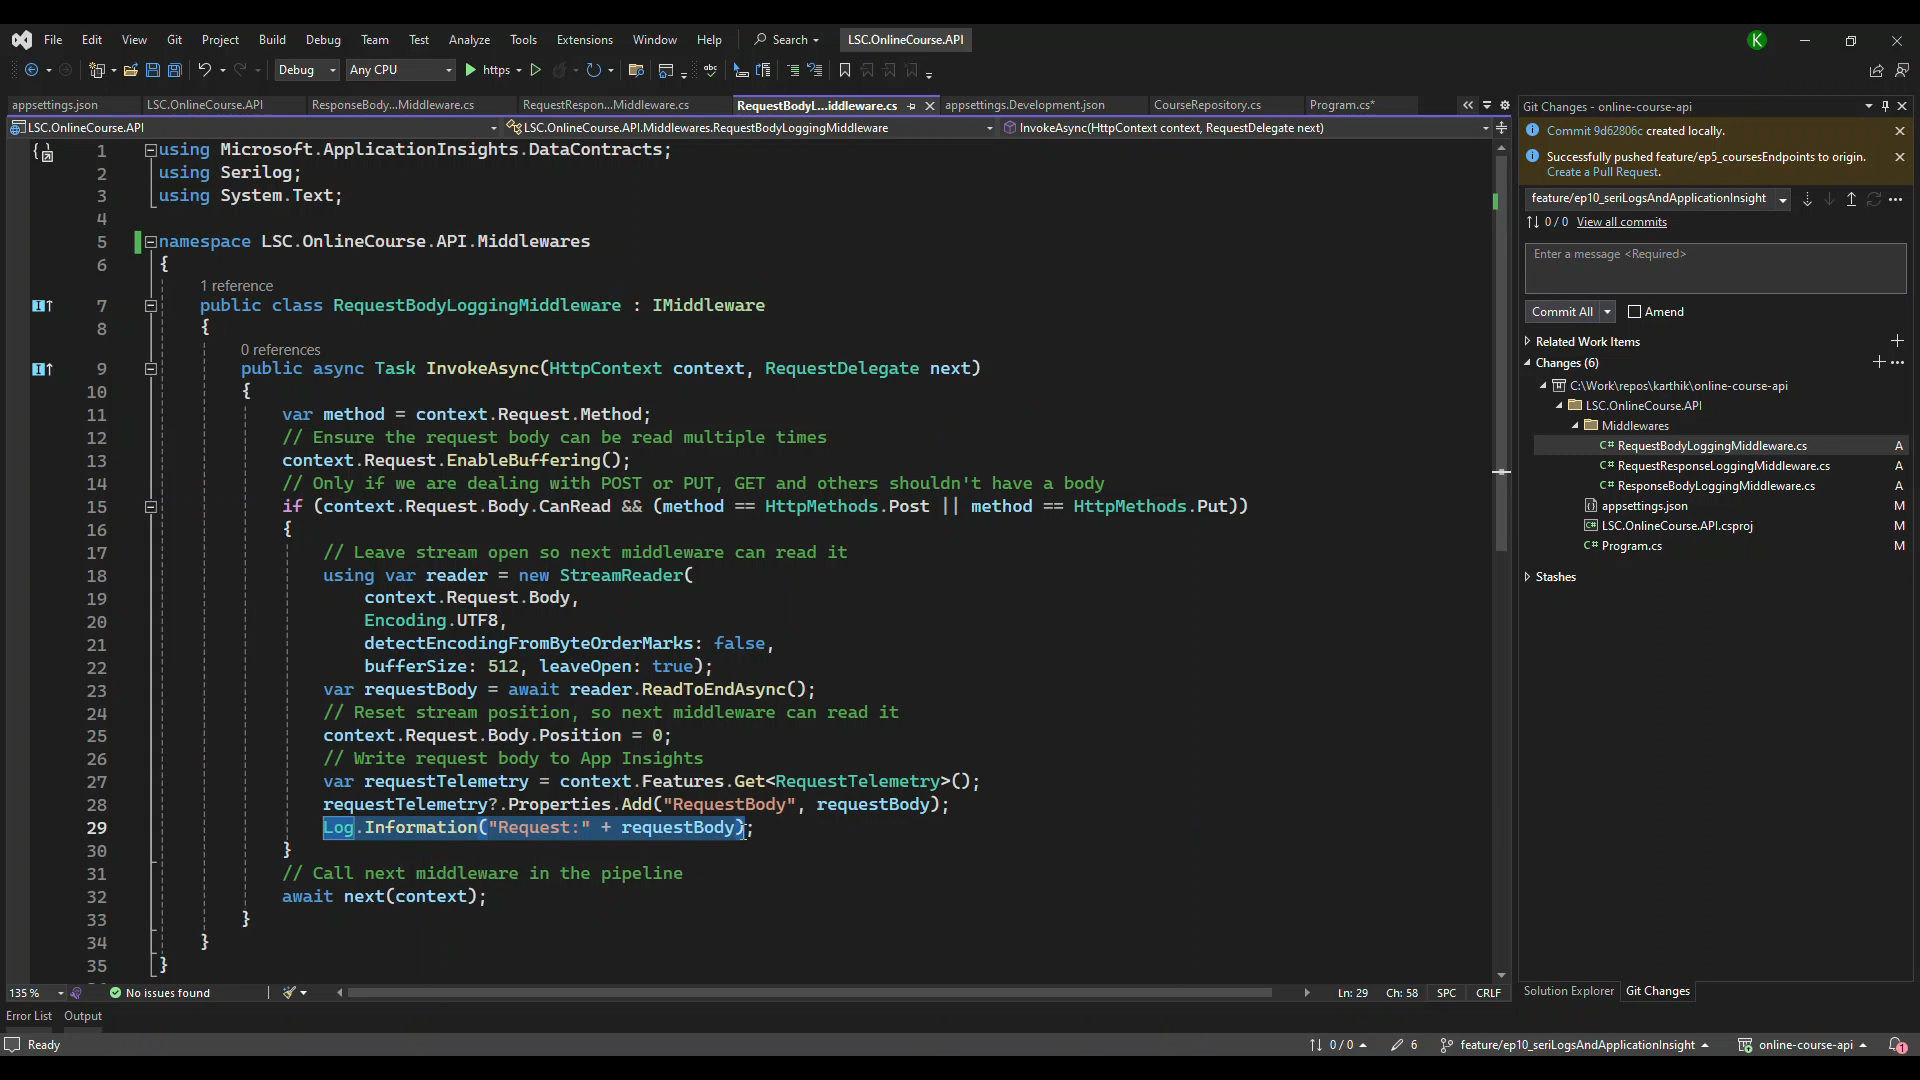 File Edit View Git Project Build Debug Team Test Analyze Tools Extensions Window Help Search LSC.OnlineCourse.API K
Debug Any CPU https
appsettings.json LSC.OnlineCourse.API ResponseBody...Middleware.cs RequestRespon...Middleware.cs RequestBodyL...iddleware.cs appsettings.Development.json CourseRepository.cs Program.cs*
LSC.OnlineCourse.API LSC.OnlineCourse.API.Middlewares.RequestBodyLoggingMiddleware InvokeAsync(HttpContext context, RequestDelegate next)
1 using Microsoft.ApplicationInsights.DataContracts;
2 using Serilog;
3 using System.Text;
4
5 namespace LSC.OnlineCourse.API.Middlewares
6 {
1 reference
7 public class RequestBodyLoggingMiddleware : IMiddleware
8 {
0 references
9 public async Task InvokeAsync(HttpContext context, RequestDelegate next)
10 {
11 var method = context.Request.Method;
12 // Ensure the request body can be read multiple times
13 context.Request.EnableBuffering();
14 // Only if we are dealing with POST or PUT, GET and others shouldn't have a body
15 if (context.Request.Body.CanRead && (method == HttpMethods.Post || method == HttpMethods.Put))
16 {
17 // Leave stream open so next middleware can read it
18 using var reader = new StreamReader(
19 context.Request.Body,
20 Encoding.UTF8,
21 detectEncodingFromByteOrderMarks: false,
22 bufferSize: 512, leaveOpen: true);
23 var requestBody = await reader.ReadToEndAsync();
24 // Reset stream position, so next middleware can read it
25 context.Request.Body.Position = 0;
26 // Write request body to App Insights
27 var requestTelemetry = context.Features.Get<RequestTelemetry>();
28 requestTelemetry?.Properties.Add("RequestBody", requestBody);
29 Log.Information("Request:" + requestBody);
30 }
31 // Call next middleware in the pipeline
32 await next(context);
33 }
34 }
35 }
135 % No issues found Ln: 29 Ch: 58 SPC CRLF
Error List Output
Git Changes - online-course-api
Commit 9d62806c created locally.
Successfully pushed feature/ep5_coursesEndpoints to origin.
Create a Pull Request.
feature/ep10_seriLogsAndApplicationInsight
0 / 0 View all commits
Enter a message <Required>
Commit All Amend
Related Work Items
Changes (6)
C:\Work\repos\karthik\online-course-api
LSC.OnlineCourse.API
Middlewares
C# RequestBodyLoggingMiddleware.cs A
C# RequestResponseLoggingMiddleware.cs A
C# ResponseBodyLoggingMiddleware.cs A
appsettings.json M
LSC.OnlineCourse.API.csproj M
C# Program.cs M
Stashes
Solution Explorer Git Changes
Ready 0 / 0 6 feature/ep10_seriLogsAndApplicationInsight online-course-api 1